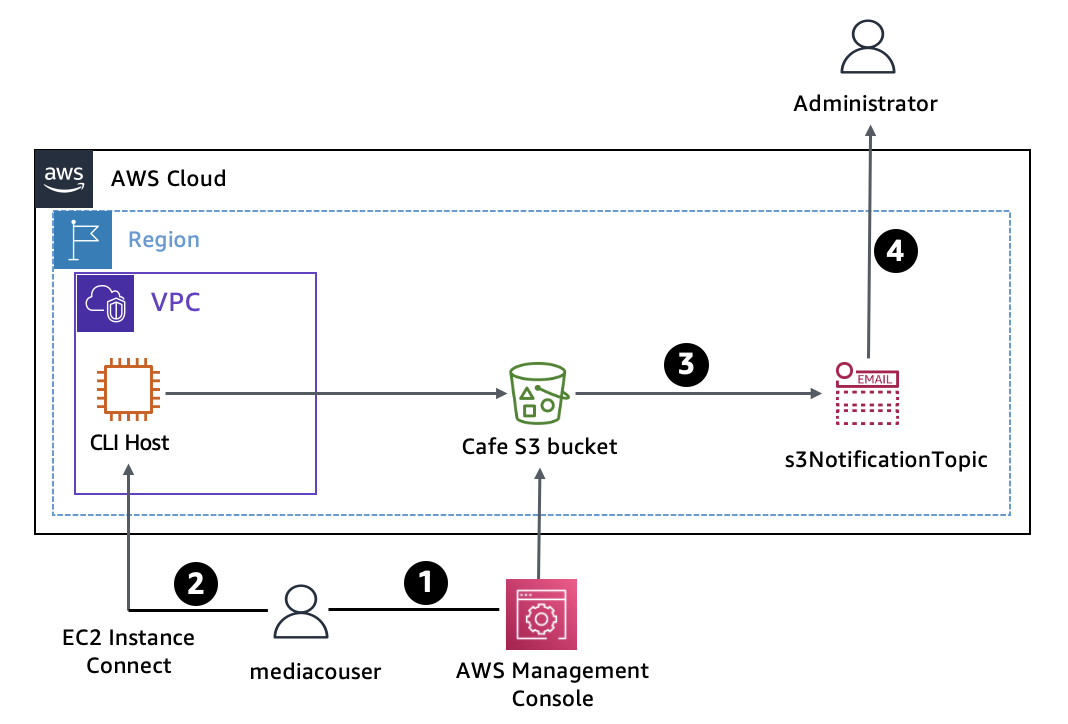 Administrator
aws
AWS Cloud
Region
4
VPC
3
EMAIL
CLI Host
Cafe S3 bucket
s3NotificationTopic
2
1
EC2 Instance
Connect
mediacouser
AWS Management
Console